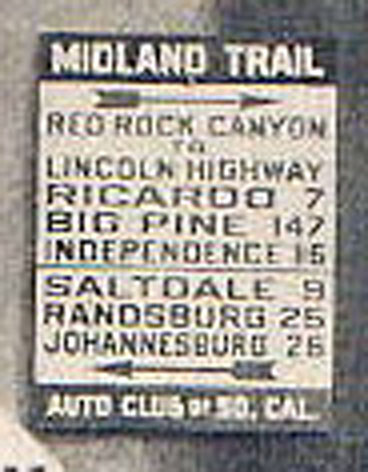 MIDLAND TRAIL
RED ROCK CANYON
TO
LINCOLN HIGHWAY
RICARDO 7
BIG PINE 147
INDEPENDENCE
SALTDALE 9
RANDSBURG 25
JOHANNESBURG 26
AUTO CLUB OF SO. CAL.